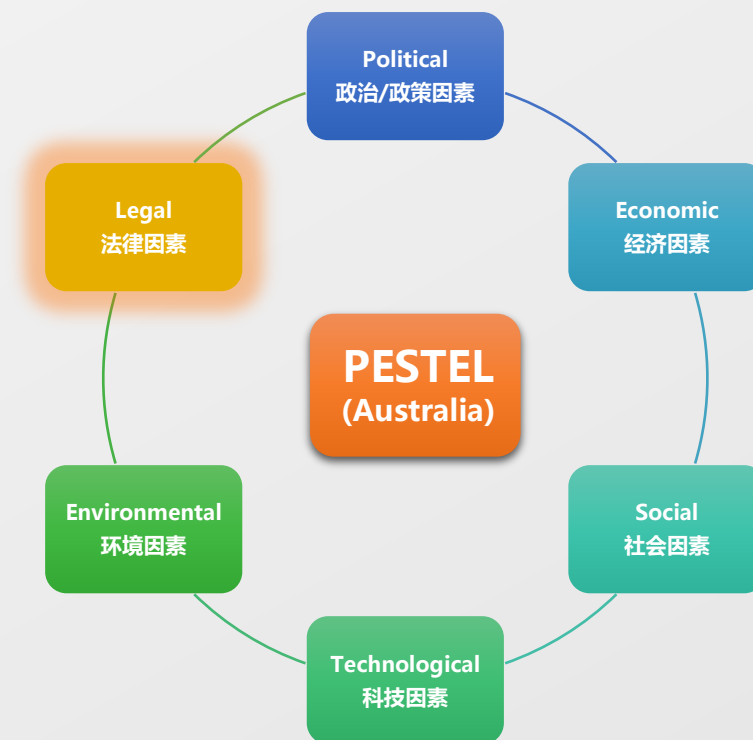 Political
政治/政策因素
Legal
法律因素
Economic
经济因素
PESTEL
(Australia)
Environmental
环境因素
Social
社会因素
Technological
科技因素